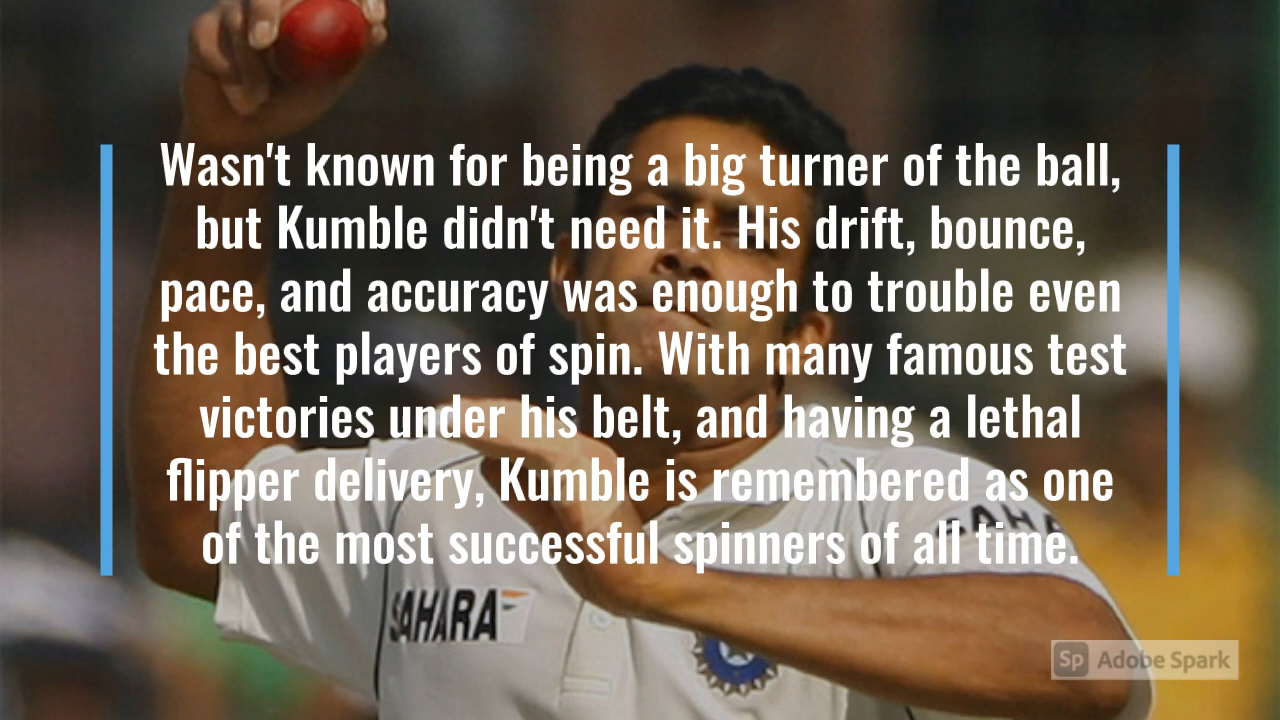 Wasn't known for being a big turner of the ball,
but Kumble didn't need it. His drift, bounce,
pace, and accuracy was enough to trouble even
the best players of spin. With many famous test
victories under his belt, and having a lethal
flipper delivery, Kumble is remembered as one
of the most successful spinners of all time.
SAHARA
Sp Adobe Spark